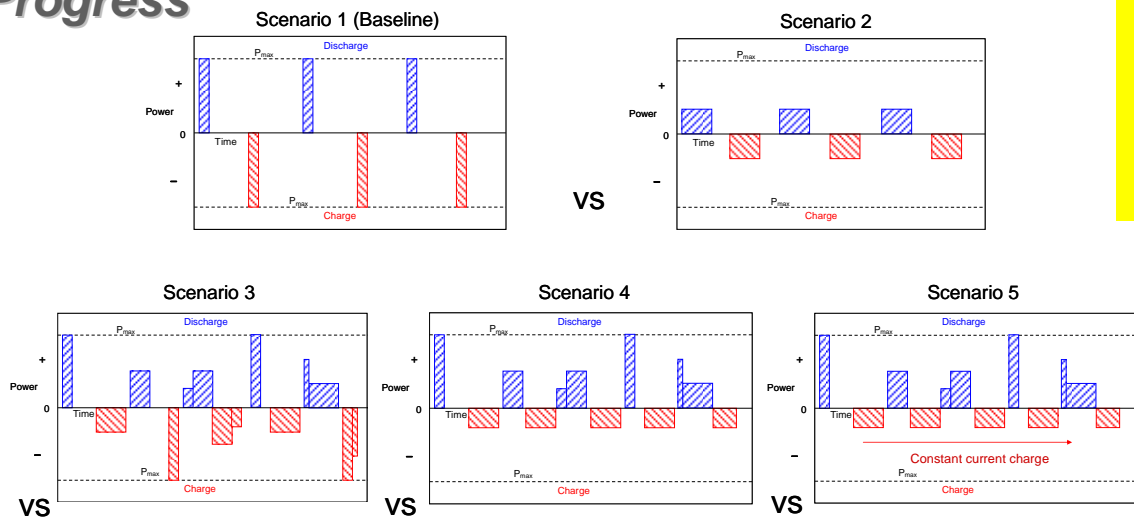 Progress
Scenario 1 (Baseline)
Discharge
Pmax
+
Power
0
Time
–
Pmax
Charge
vs
Scenario 2
Discharge
Pmax
+
Power
0
Time
–
Pmax
Charge
vs
Scenario 3
Discharge
Pmax
+
Power
0
Time
–
Pmax
Charge
vs
Scenario 4
Discharge
Pmax
+
Power
0
Time
–
Pmax
Charge
vs
Scenario 5
Discharge
Pmax
+
Power
0
Time
Constant current charge
–
Pmax
Charge